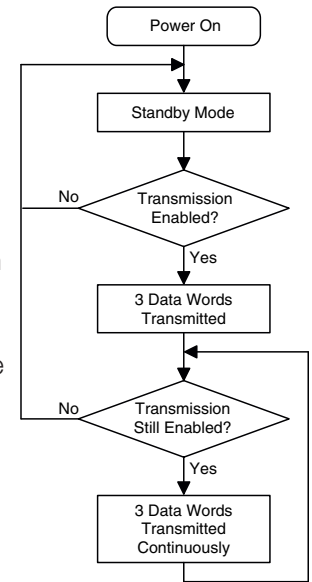 Power On
Standby Mode
No
Transmission
Enabled?
Yes
3 Data Words
Transmitted
No
Transmission
Still Enabled?
Yes
3 Data Words
Transmitted
Continuously